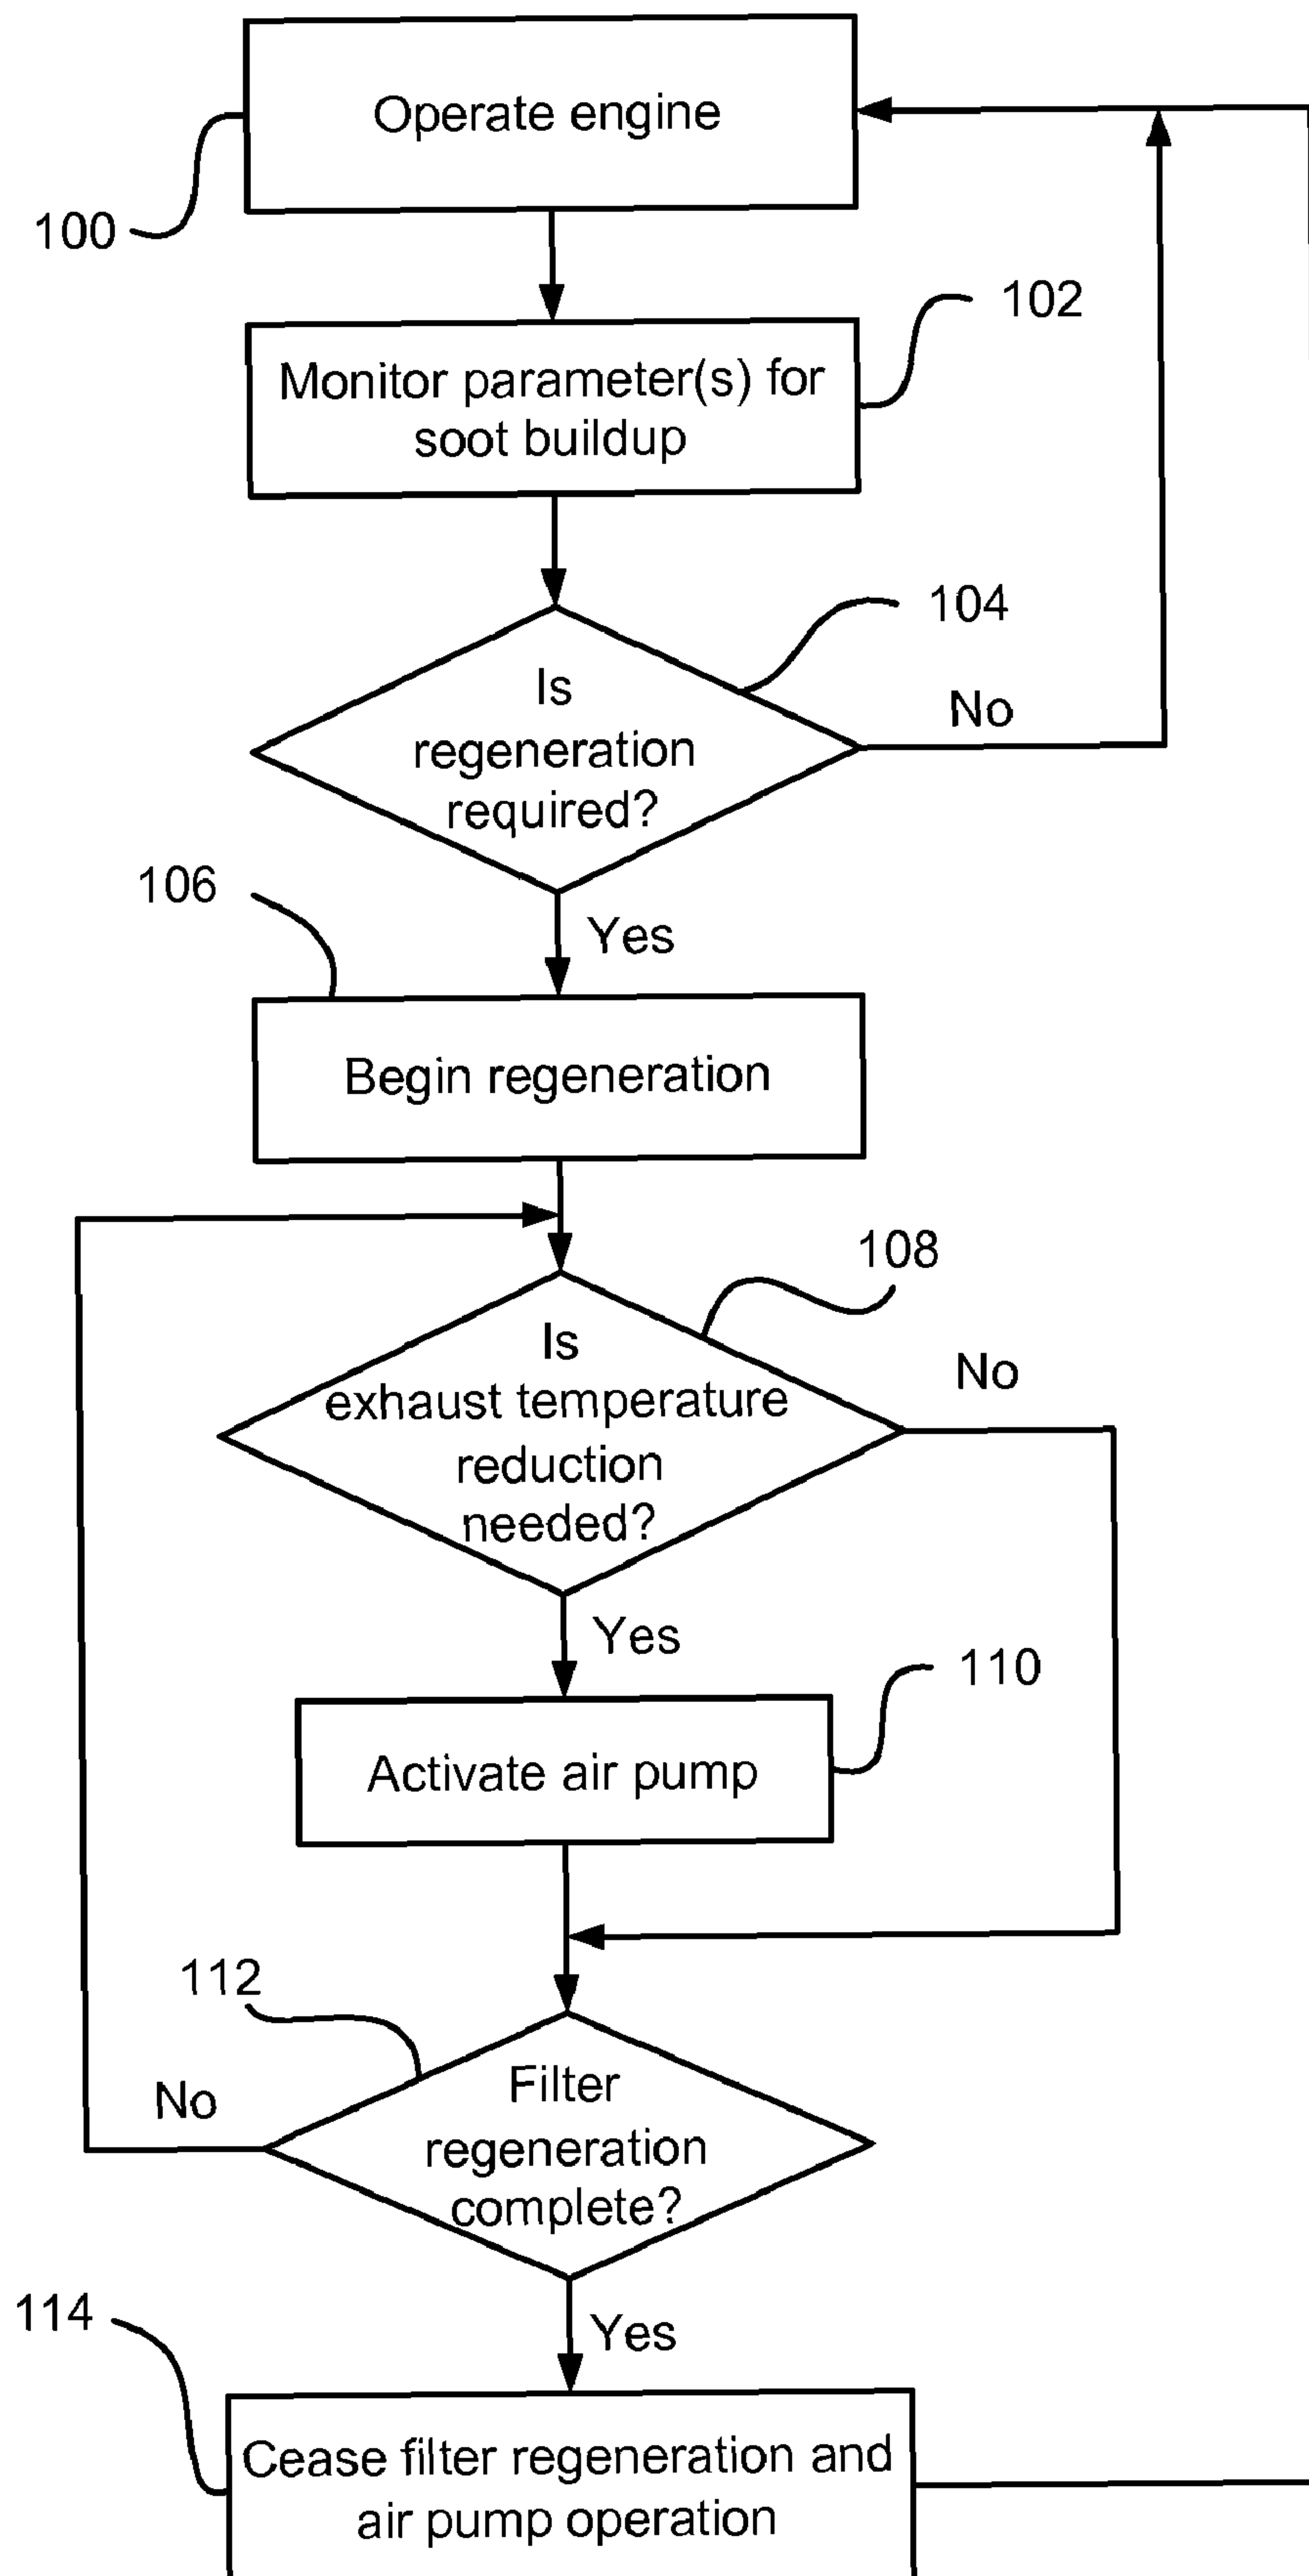 Operate engine
100
102
Monitor parameter(s) for
soot buildup
104
Is
regeneration
required?
No
106
Yes
Begin regeneration
108
Is
exhaust temperature
reduction
needed?
No
Yes
110
Activate air pump
112
Filter
regeneration
complete?
No
114
Yes
Cease filter regeneration and
air pump operation